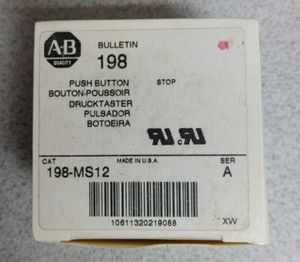 A-B
QUALITY
BULLETIN
198
PUSH BUTTON STOP
BOUTON-POUSSOIR
DRUCKTASTER
PULSADOR
BOTOEIRA
CAT MADE IN U.S.A. SER
198-MS12 A
10611320219088 XW